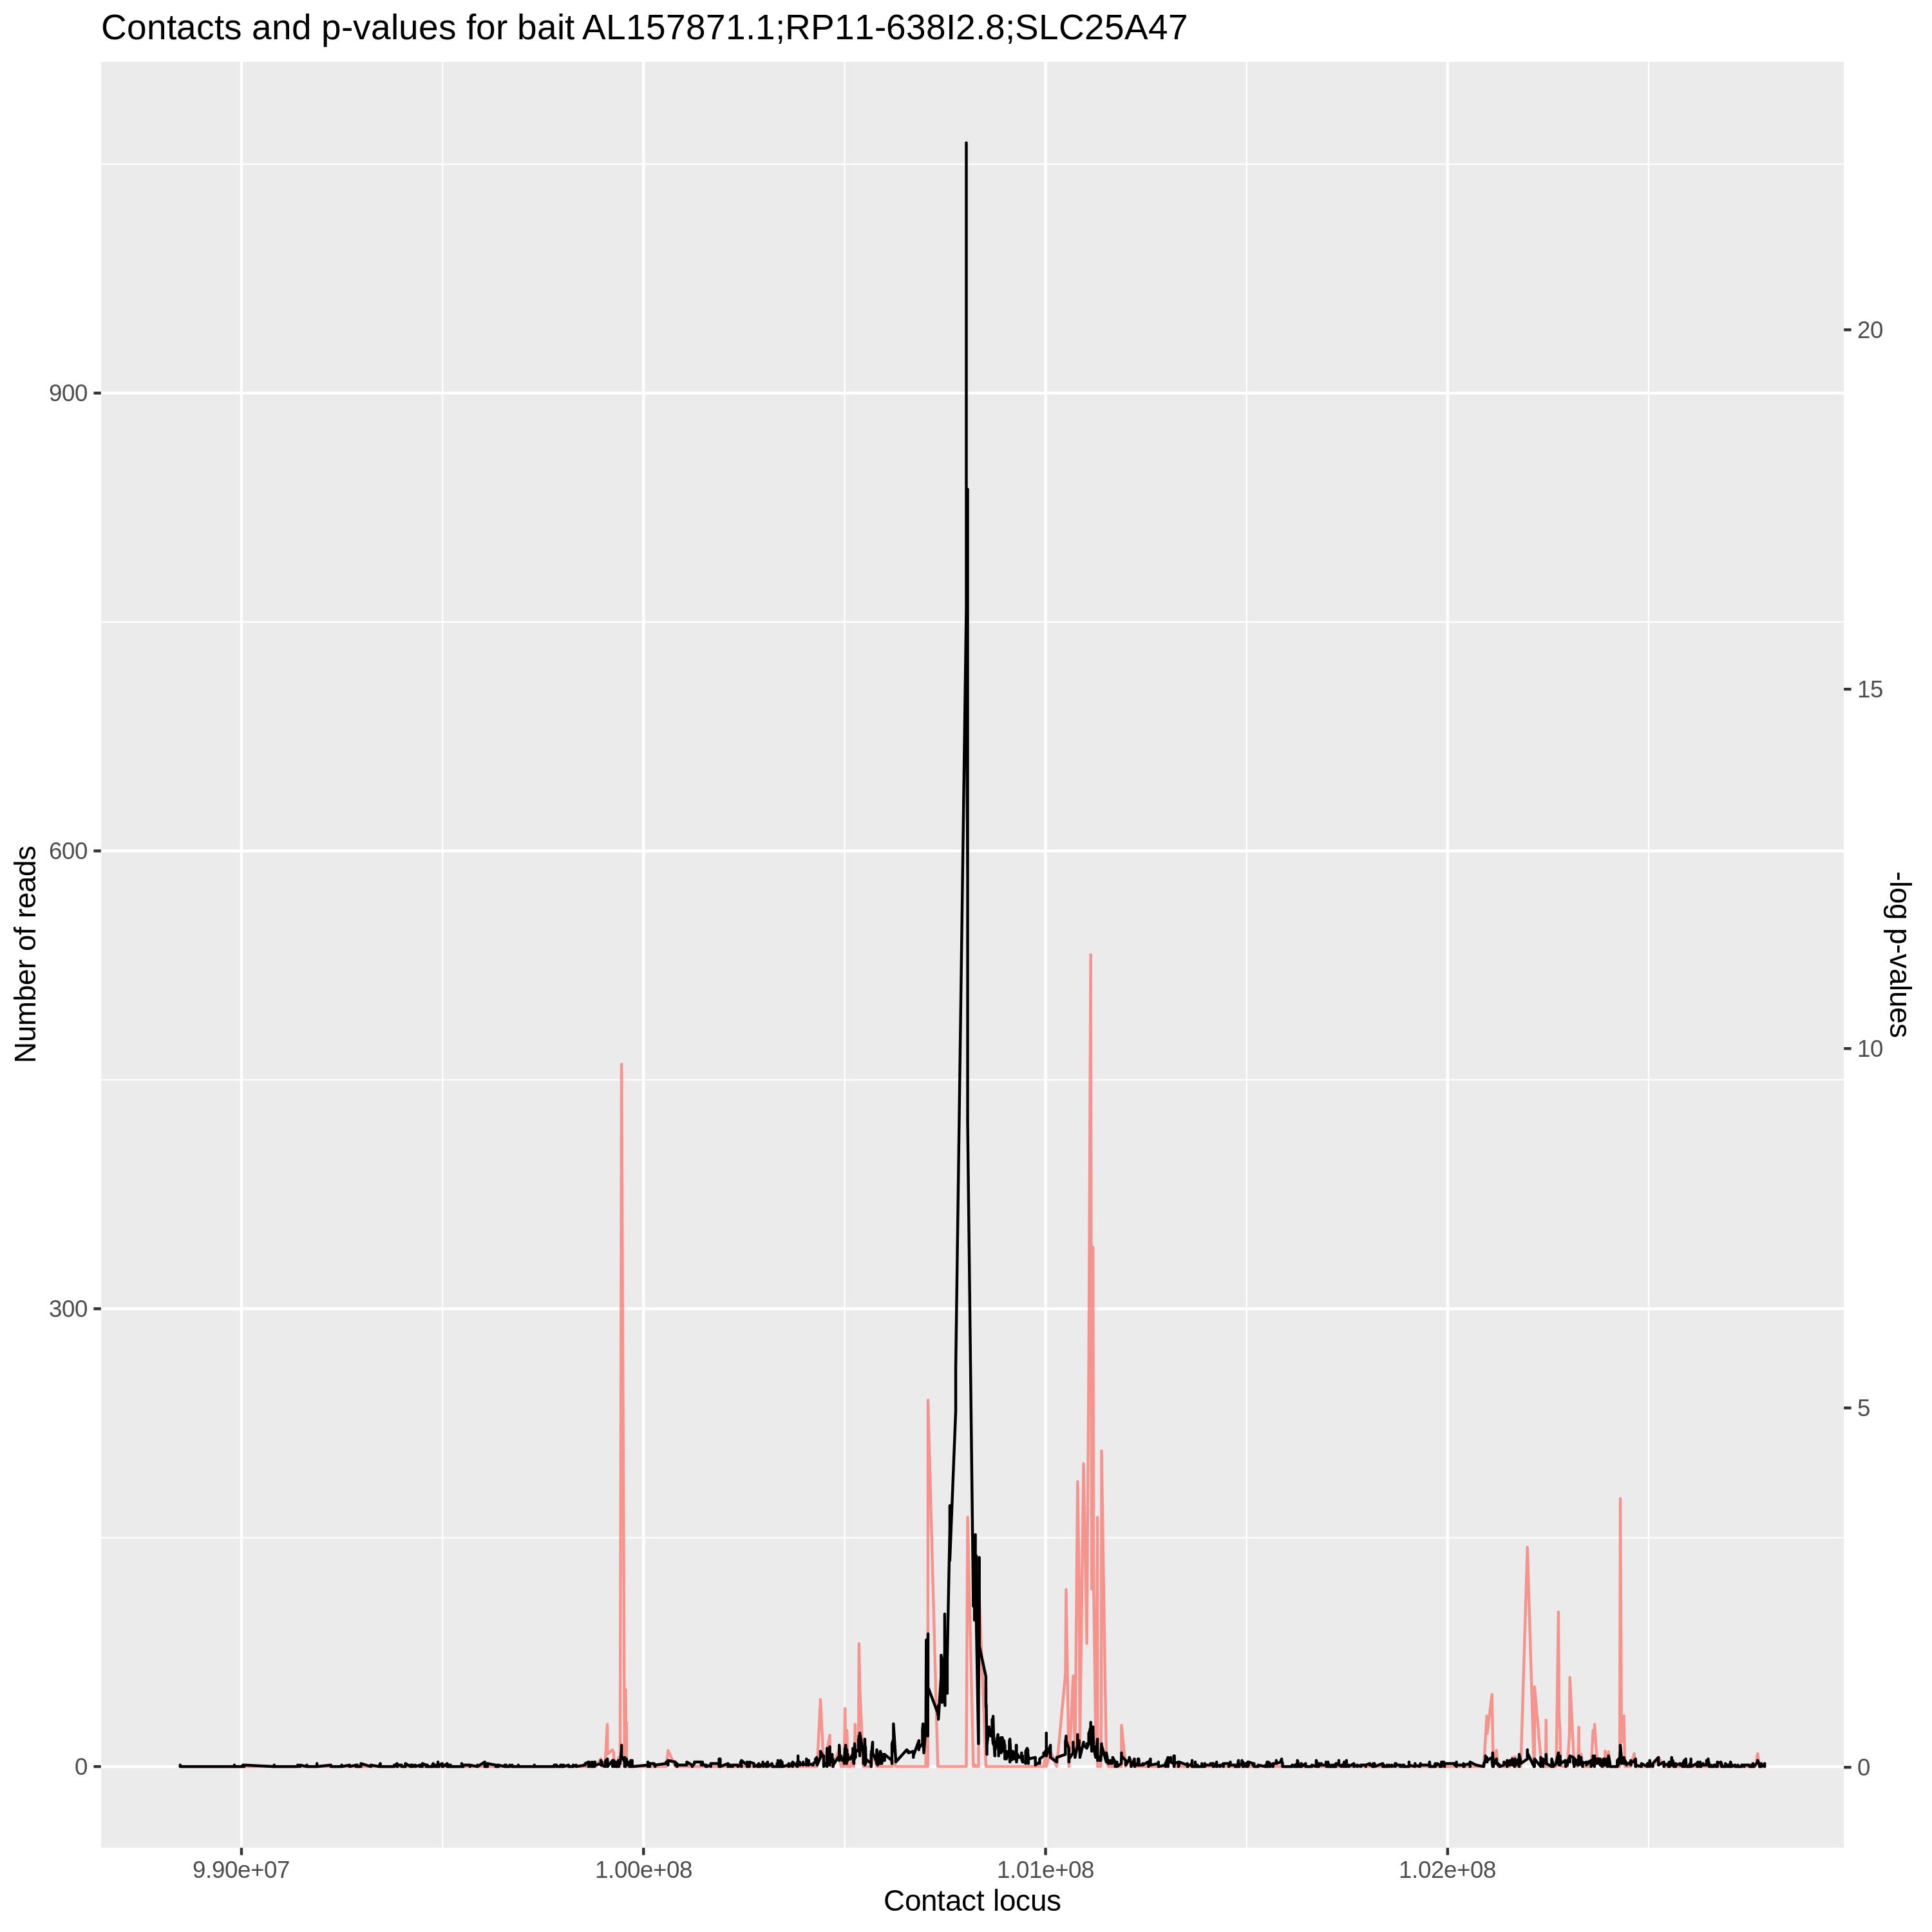 Contacts and p-values for bait AL157871.1;RP11-638I2.8;SLC25A47
Number of reads
900
600
300
0
20
15
10
5
0
-log p-values
9.90e+07
1.00e+08
1.01e+08
1.02e+08
Contact locus